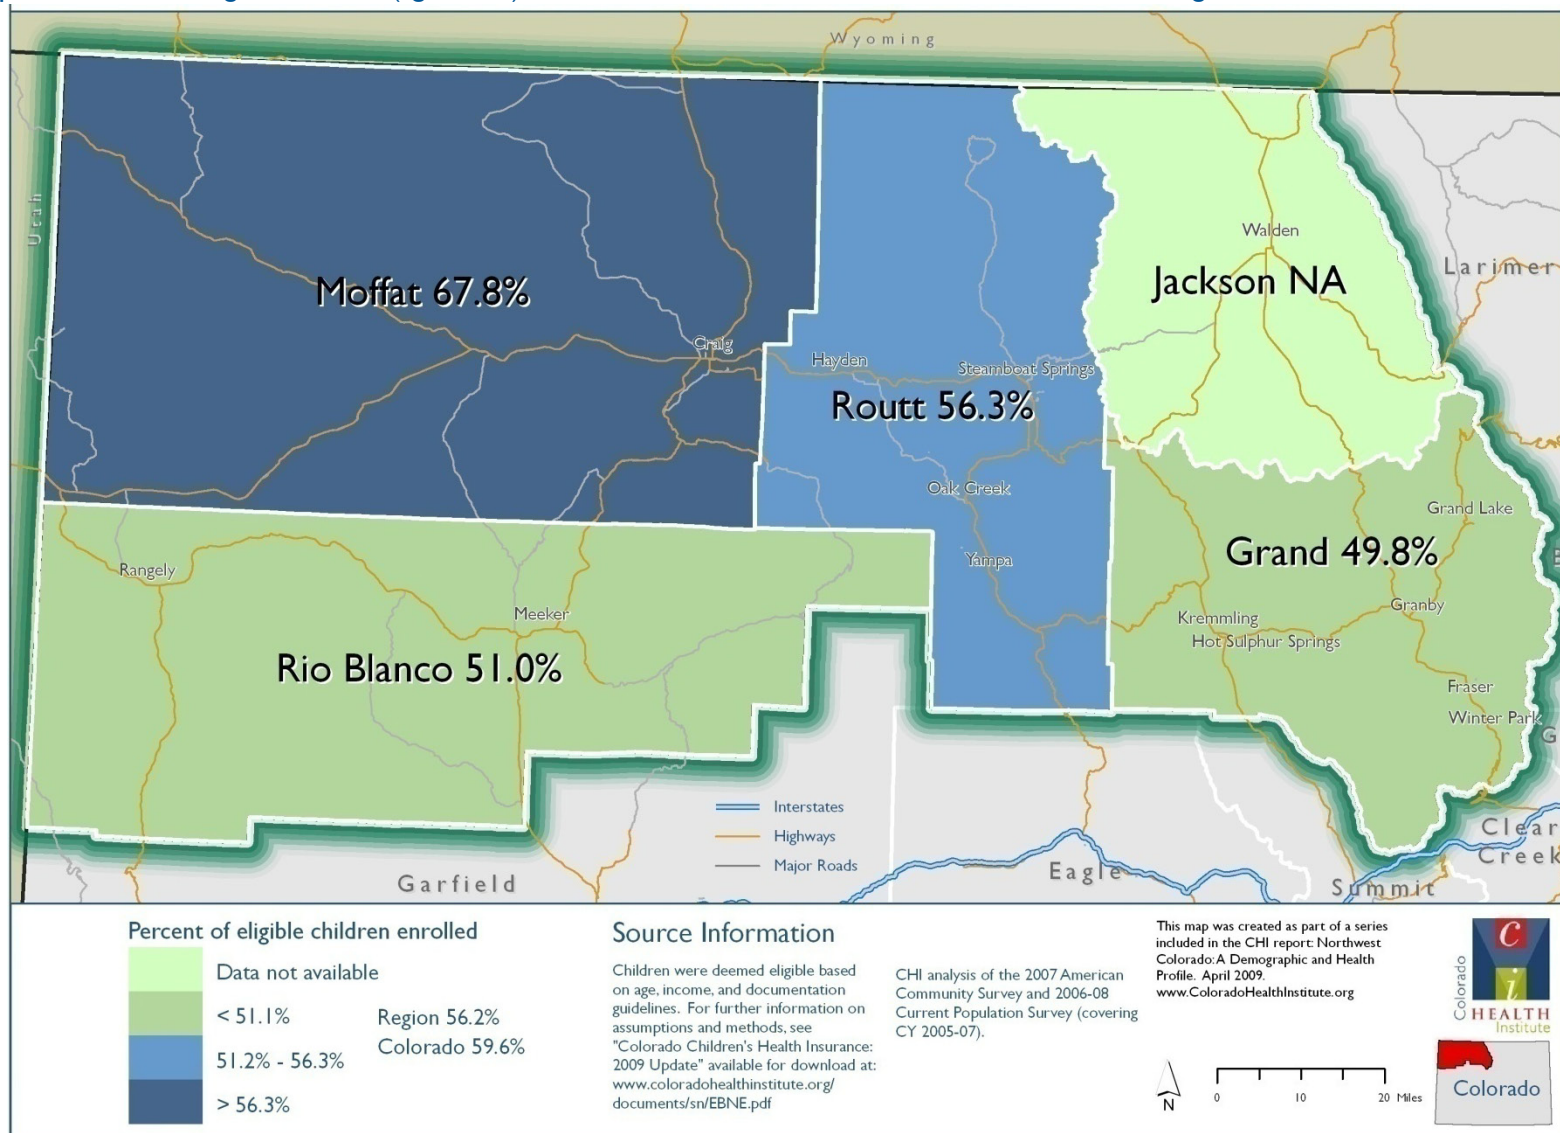 Wyoming
Utah
Walden
Larimer
Jackson NA
Moffat 67.8%
Craig
Hayden
Steamboat Springs
Routt 56.3%
Oak Creek
Grand Lake
Yampa
Grand 49.8%
Rangely
Meeker
Granby
Kremmling
Hot Sulphur Springs
Rio Blanco 51.0%
Fraser
Winter Park
Interstates
Highways
Major Roads
Clear
Creek
Eagle
Garfield
Summit
Percent of eligible children enrolled
Data not available
< 51.1%
51.2% - 56.3%
> 56.3%
Region 56.2%
Colorado 59.6%
Source Information
Children were deemed eligible based
on age, income, and documentation
guidelines. For further information on
assumptions and methods, see
"Colorado Children's Health Insurance:
2009 Update" available for download at:
www.coloradohealthinstitute.org/
documents/sn/EBNE.pdf
CHI analysis of the 2007 American
Community Survey and 2006-08
Current Population Survey (covering
CY 2005-07).
This map was created as part of a series
included in the CHI report: Northwest
Colorado: A Demographic and Health
Profile. April 2009.
www.ColoradoHealthInstitute.org
N
0 10 20 Miles
c
i
Colorado
HEALTH
Institute
Colorado